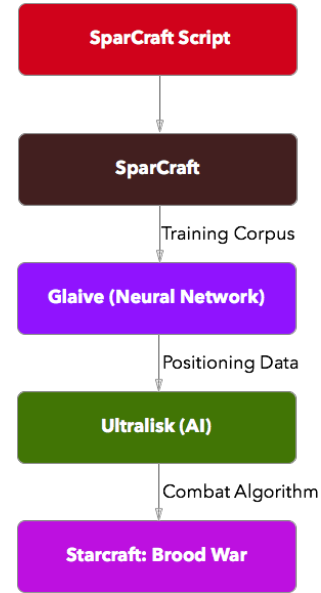 SparCraft Script
SparCraft
Training Corpus
Glaive (Neural Network)
Positioning Data
Ultralisk (AI)
Combat Algorithm
Starcraft: Brood War